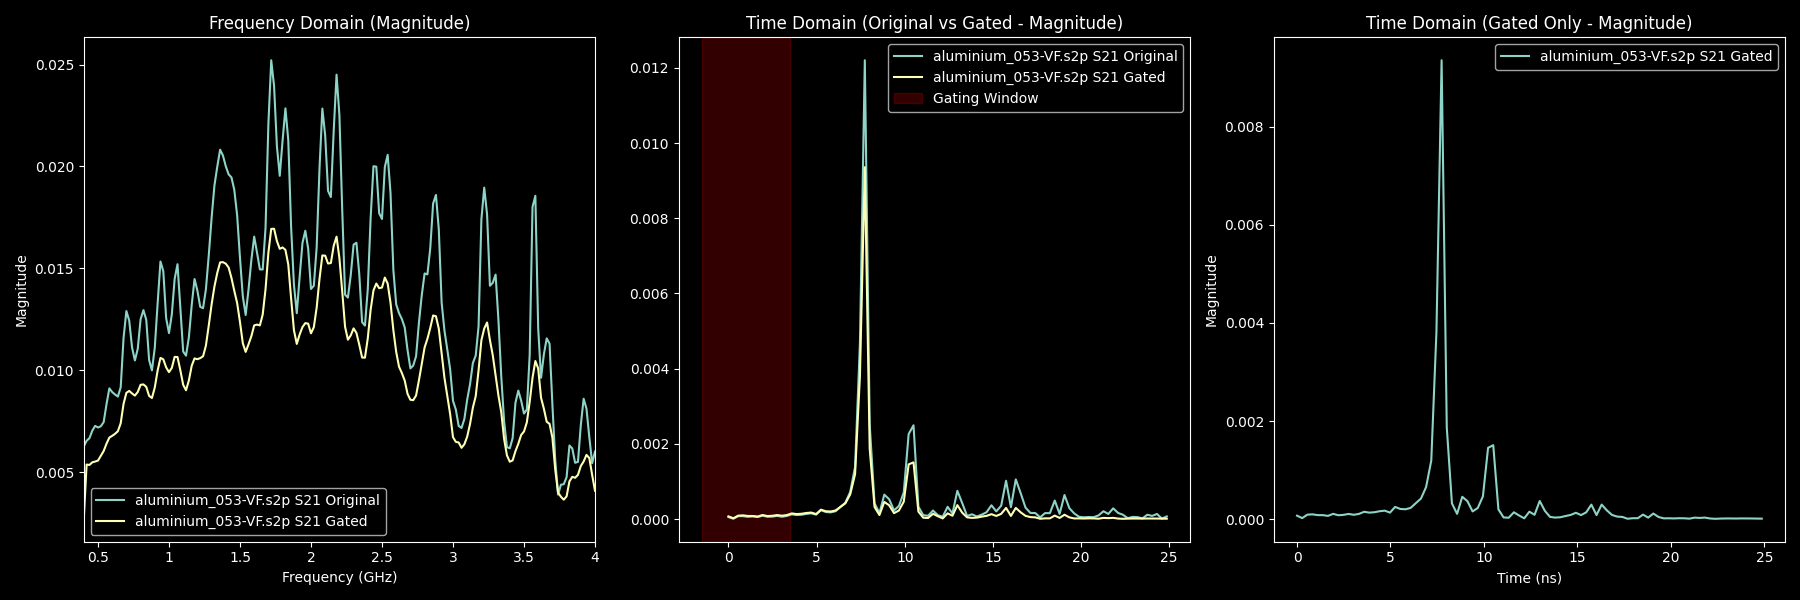 Frequency Domain (Magnitude)
Magnitude
0.025
0.020
0.015
0.010
0.005
aluminium_053-VF.s2p S21 Original
aluminium_053-VF.s2p S21 Gated
0.5 1 1.5 2 2.5 3 3.5 4
Frequency (GHz)
Time Domain (Original vs Gated - Magnitude)
0.012
0.010
0.008
0.006
0.004
0.002
0.000
aluminium_053-VF.s2p S21 Original
aluminium_053-VF.s2p S21 Gated
Gating Window
0 5 10 15 20 25
Time Domain (Gated Only - Magnitude)
Magnitude
0.008
0.006
0.004
0.002
0.000
aluminium_053-VF.s2p S21 Gated
0 5 10 15 20 25
Time (ns)